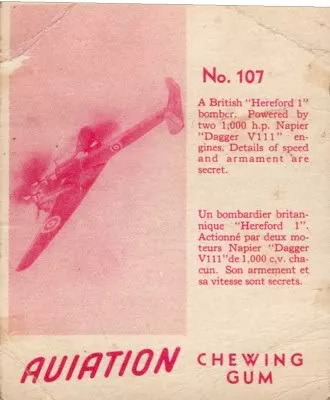 No. 107
A British "Hereford 1"
bomber. Powered by
two 1,000 h.p. Napier
"Dagger V111" en-
gines. Details of speed
and armament are
secret.
Un bombardier britan-
nique "Hereford 1".
Actionné par deux mo-
teurs Napier "Dagger
V111"de 1,000 c.v. cha-
cun. Son armement et
sa vitesse sont secrets.
AVIATION CHEWING
GUM